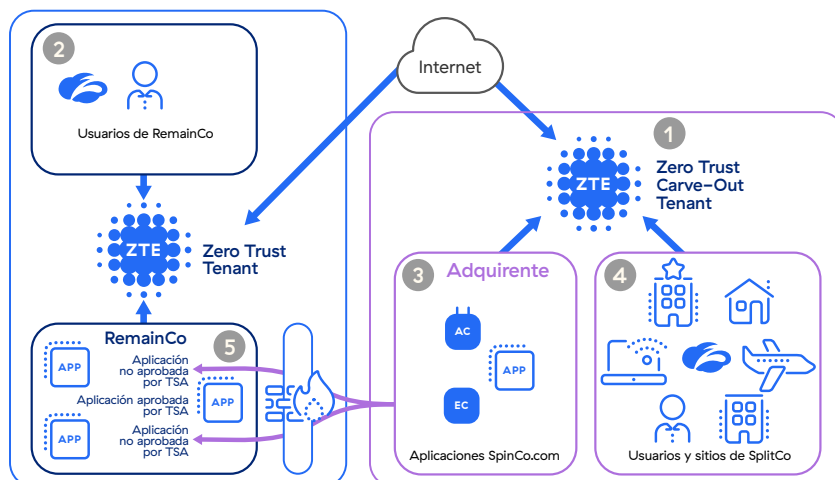 2
Usuarios de RemainCo
Internet
1
ZTE
Zero Trust
Carve-Out
Tenant
ZTE
Zero Trust
Tenant
3
Adquirente
AC
APP
EC
Aplicaciones SpinCo.com
4
Usuarios y sitios de SplitCo
RemainCo
5
APP
Aplicación
no aprobada
por TSA
Aplicación aprobada
por TSA
APP
APP
Aplicación
no aprobada
por TSA